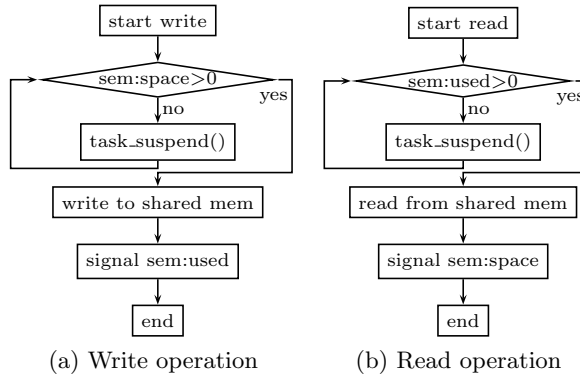 start write
sem:space>0
yes
no
task_suspend()
write to shared mem
signal sem:used
end
(a) Write operation
start read
sem:used>0
yes
no
task_suspend()
read from shared mem
signal sem:space
end
(b) Read operation